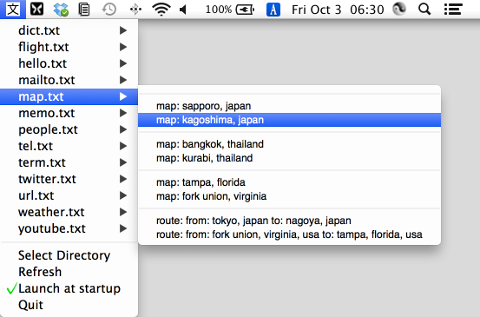 文 100% A Fri Oct 3 06:30
dict.txt
flight.txt
hello.txt
mailto.txt
map.txt
memo.txt
people.txt
tel.txt
term.txt
twitter.txt
url.txt
weather.txt
youtube.txt
Select Directory
Refresh
Launch at startup
Quit
map: sapporo, japan
map: kagoshima, japan
map: bangkok, thailand
map: kurabi, thailand
map: tampa, florida
map: fork union, virginia
route: from: tokyo, japan to: nagoya, japan
route: from: fork union, virginia, usa to: tampa, florida, usa